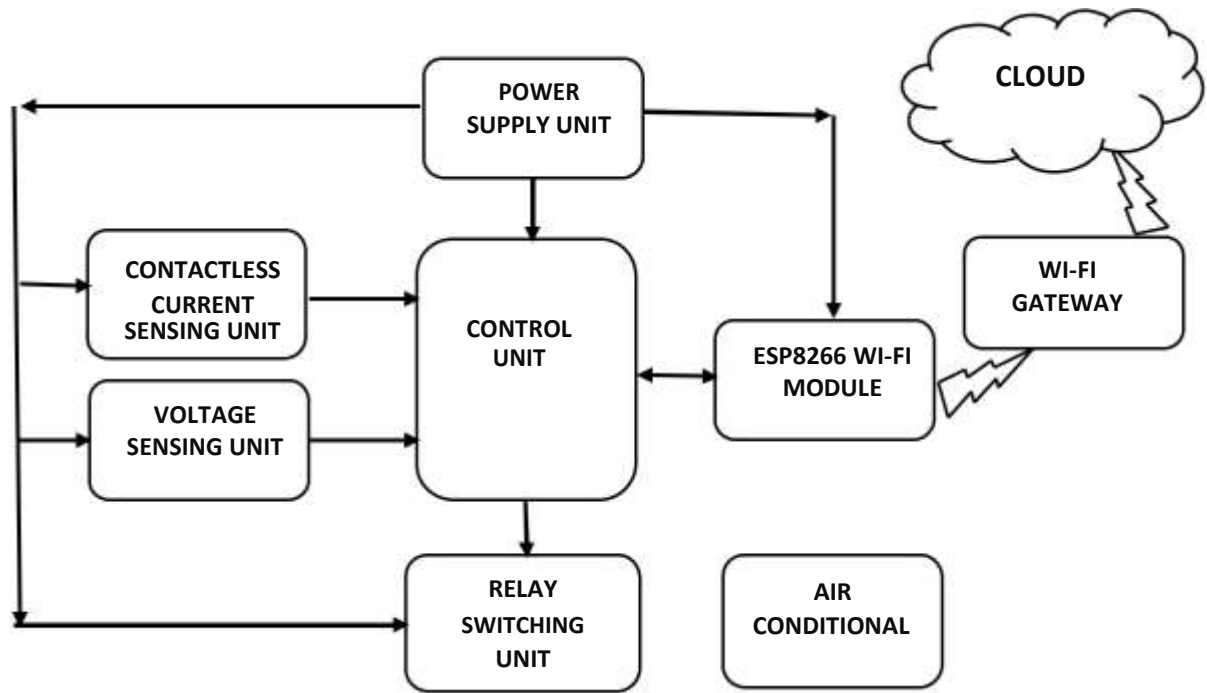 POWER
SUPPLY UNIT
CLOUD
CONTACTLESS
CURRENT
SENSING UNIT
CONTROL
UNIT
WI-FI
GATEWAY
ESP8266 WI-FI
MODULE
VOLTAGE
SENSING UNIT
RELAY
SWITCHING
UNIT
AIR
CONDITIONAL